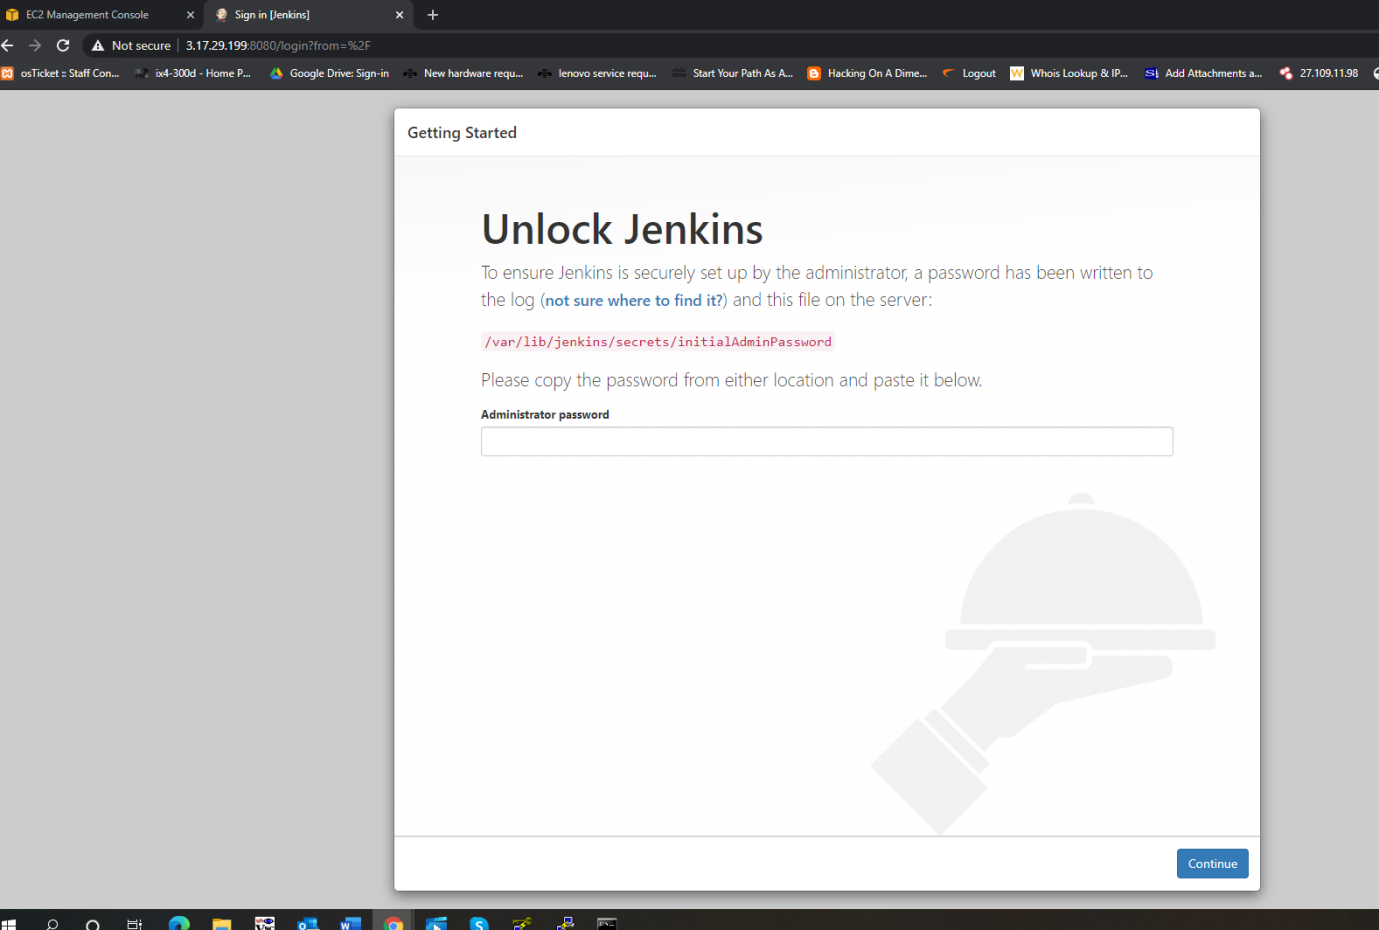 EC2 Management Console
Sign in [Jenkins]
Not secure
3.17.29.199:8080/login?from=%2F
osTicket :: Staff Con...
ix4-300d - Home P...
Google Drive: Sign-in
New hardware requ...
lenovo service requ...
Start Your Path As A...
Hacking On A Dime...
Logout
Whois Lookup & IP...
Add Attachments a...
27.109.11.98
Getting Started
Unlock Jenkins
To ensure Jenkins is securely set up by the administrator, a password has been written to
the log (not sure where to find it?) and this file on the server:
/var/lib/jenkins/secrets/initialAdminPassword
Please copy the password from either location and paste it below.
Administrator password
Continue